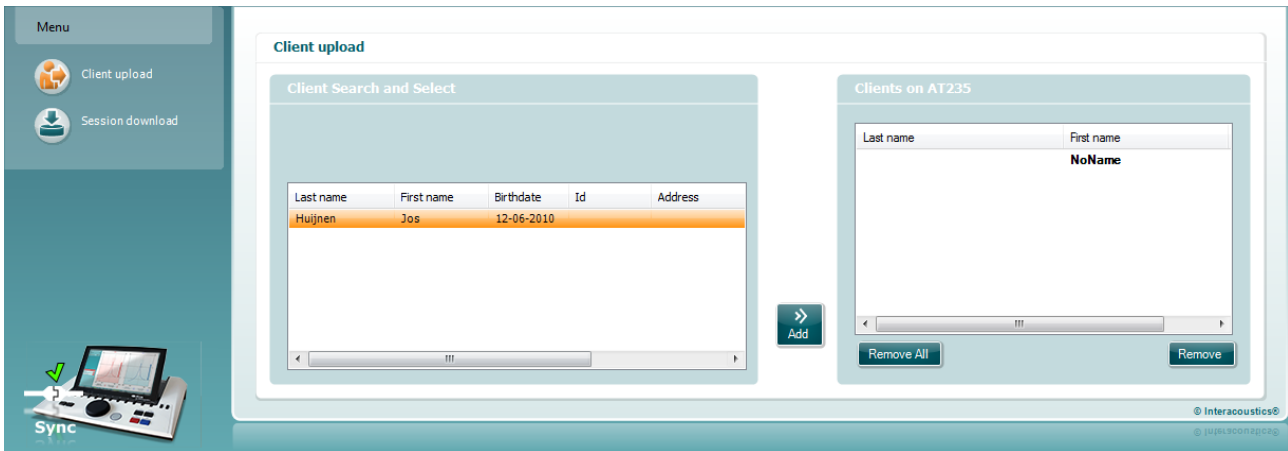 Menu
Client upload
Session download
Sync
Client upload
Client Search and Select
Last name First name Birthdate Id Address
Huijnen Jos 12-06-2010
Add
Clients on AT235
Last name First name
NoName
Remove All Remove
© Interacoustics®